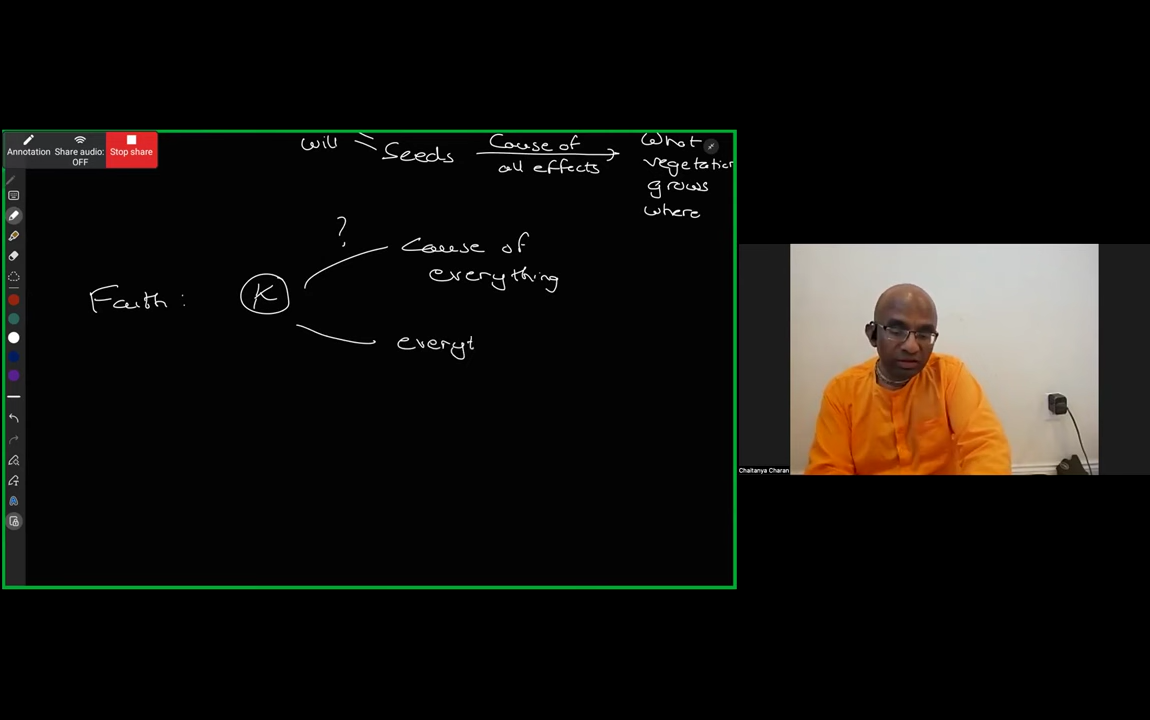 Annotation
Share audio:
OFF
Stop share
will
Seeds
Cause of
all effects
What
vegetation
grows
where
?
Cause of
everything
Faith :
K
everyt
Chaitanya Charan